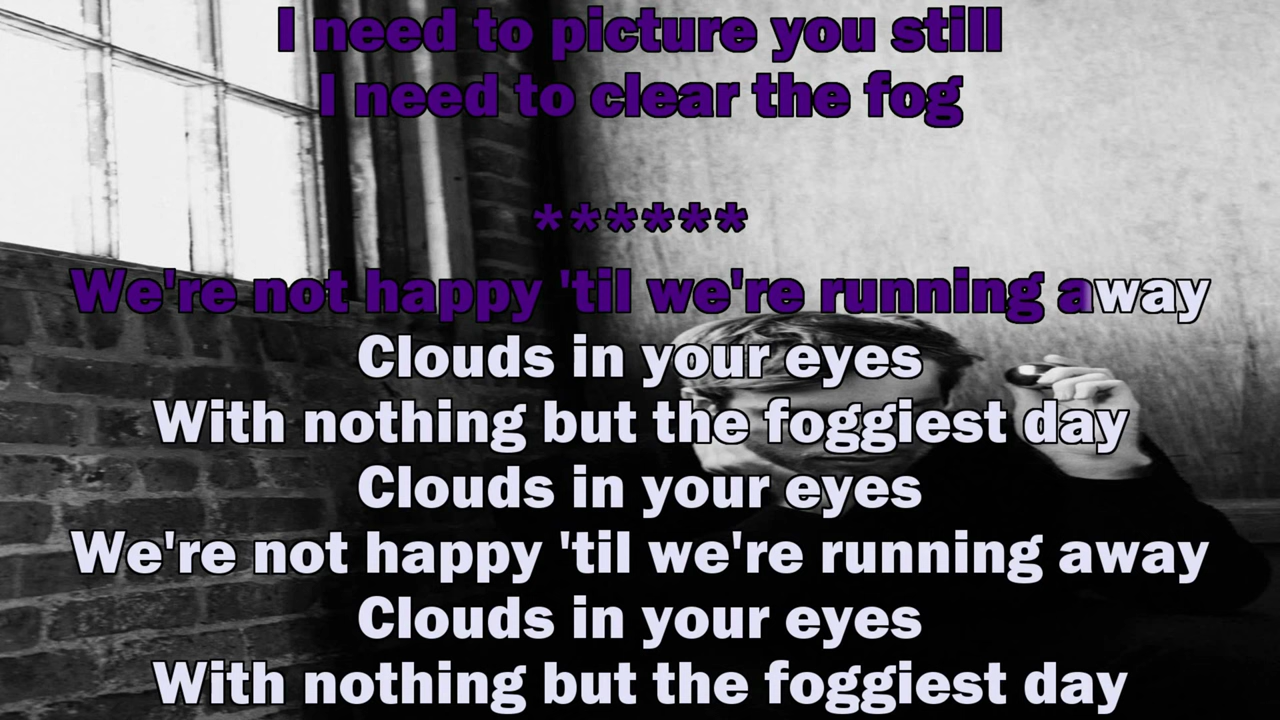 I need to picture you still
I need to clear the fog
******
We're not happy 'til we're running away
Clouds in your eyes
With nothing but the foggiest day
Clouds in your eyes
We're not happy 'til we're running away
Clouds in your eyes
With nothing but the foggiest day